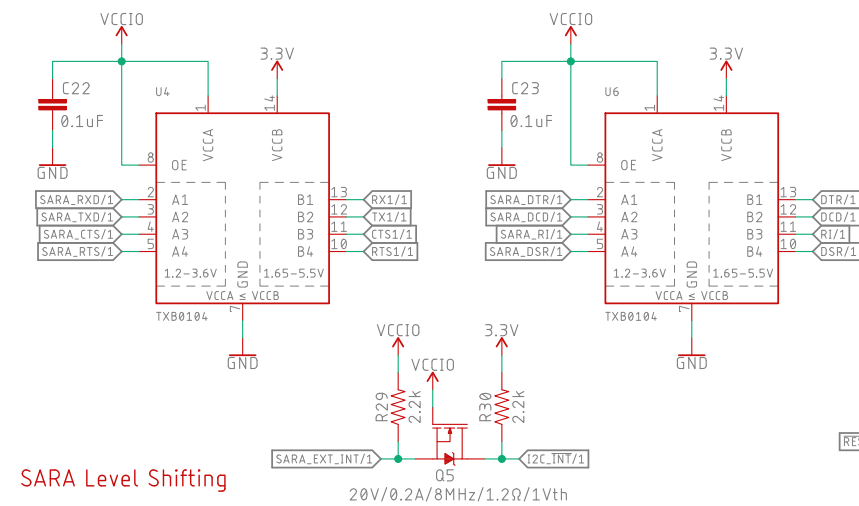 VCCIO
VCCIO
3.3V
3.3V
C22
U4
C23
U6
0.1uF
0.1uF
1
14
1
14
VCCA
VCCB
VCCA
VCCB
GND
8
OE
GND
8
OE
SARA_RXD/1
2
A1
B1
13
RX1/1
SARA_DTR/1
2
A1
B1
13
DTR/1
SARA_TXD/1
3
A2
B2
12
TX1/1
SARA_DCD/1
3
A2
B2
12
DCD/1
SARA_CTS/1
4
A3
B3
11
CTS1/1
SARA_RI/1
4
A3
B3
11
RI/1
SARA_RTS/1
5
A4
B4
10
RTS1/1
SARA_DSR/1
5
A4
B4
10
DSR/1
1.2-3.6V
GND
1.65-5.5V
1.2-3.6V
GND
1.65-5.5V
VCCA ≤ VCCB
VCCA ≤ VCCB
TXB0104
7
TXB0104
7
GND
GND
VCCIO
3.3V
VCCIO
R29
2.2k
R30
2.2k
SARA_EXT_INT/1
I2C_INT/1
Q5
20V/0.2A/8MHz/1.2Ω/1Vth
SARA Level Shifting